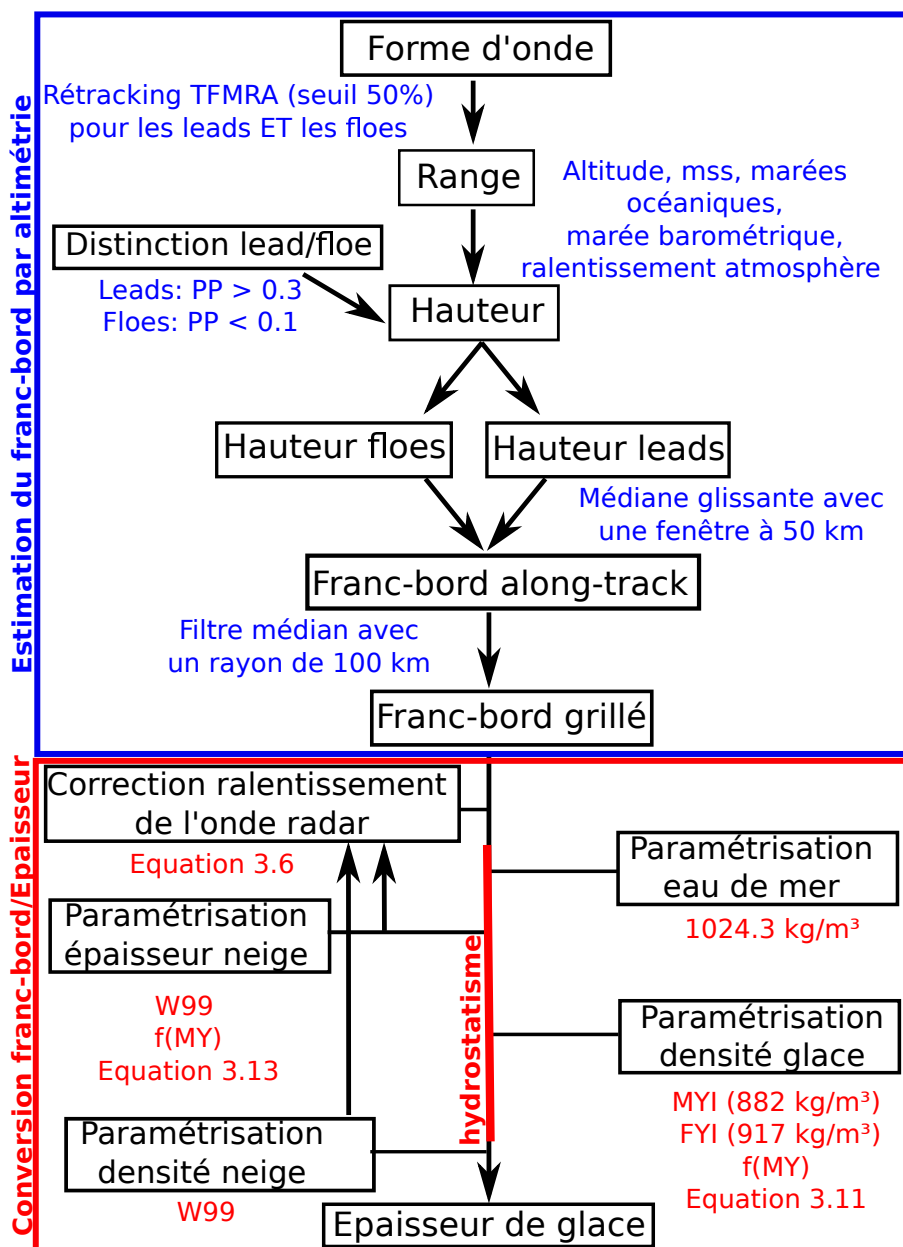 Estimation du franc-bord par altimétrie
Forme d'onde
Rétracking TFMRA (seuil 50%)
pour les leads ET les floes
Range
Altitude, mss, marées
océaniques,
marée barométrique,
ralentissement atmosphère
Distinction lead/floe
Leads: PP > 0.3
Floes: PP < 0.1
Hauteur
Hauteur floes
Hauteur leads
Médiane glissante avec
une fenêtre à 50 km
Franc-bord along-track
Filtre médian avec
un rayon de 100 km
Franc-bord grillé
Conversion franc-bord/Epaisseur
Correction ralentissement
de l'onde radar
Equation 3.6
Paramétrisation
eau de mer
1024.3 kg/m³
Paramétrisation
épaisseur neige
W99
f(MY)
Equation 3.13
hydrostatisme
Paramétrisation
densité glace
MYI (882 kg/m³)
FYI (917 kg/m³)
f(MY)
Equation 3.11
Paramétrisation
densité neige
W99
Epaisseur de glace